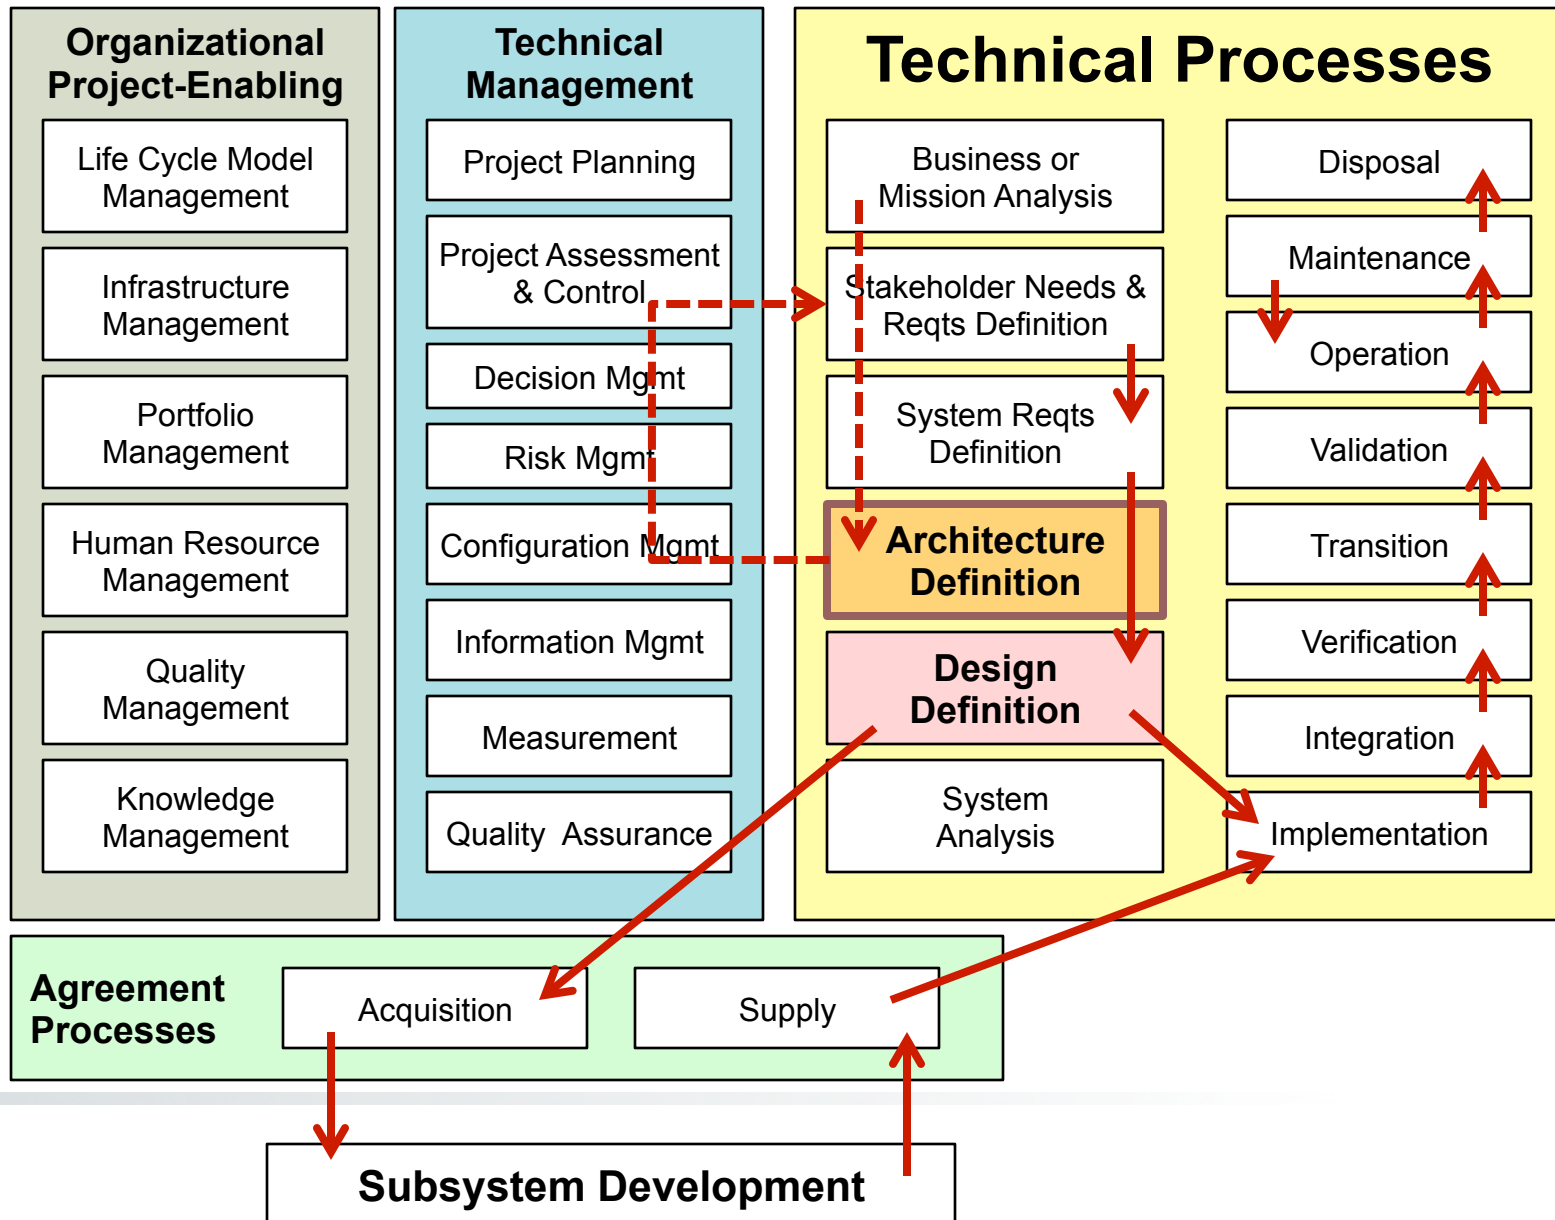 Organizational
Project-Enabling
Life Cycle Model
Management
Infrastructure
Management
Portfolio
Management
Human Resource
Management
Quality
Management
Knowledge
Management
Technical
Management
Project Planning
Project Assessment
& Control
Decision Mgmt
Risk Mgmt
Configuration Mgmt
Information Mgmt
Measurement
Quality Assurance
Technical Processes
Business or
Mission Analysis
Stakeholder Needs &
Reqts Definition
System Reqts
Definition
Architecture
Definition
Design
Definition
System
Analysis
Disposal
Maintenance
Operation
Validation
Transition
Verification
Integration
Implementation
Agreement
Processes
Acquisition
Supply
Subsystem Development